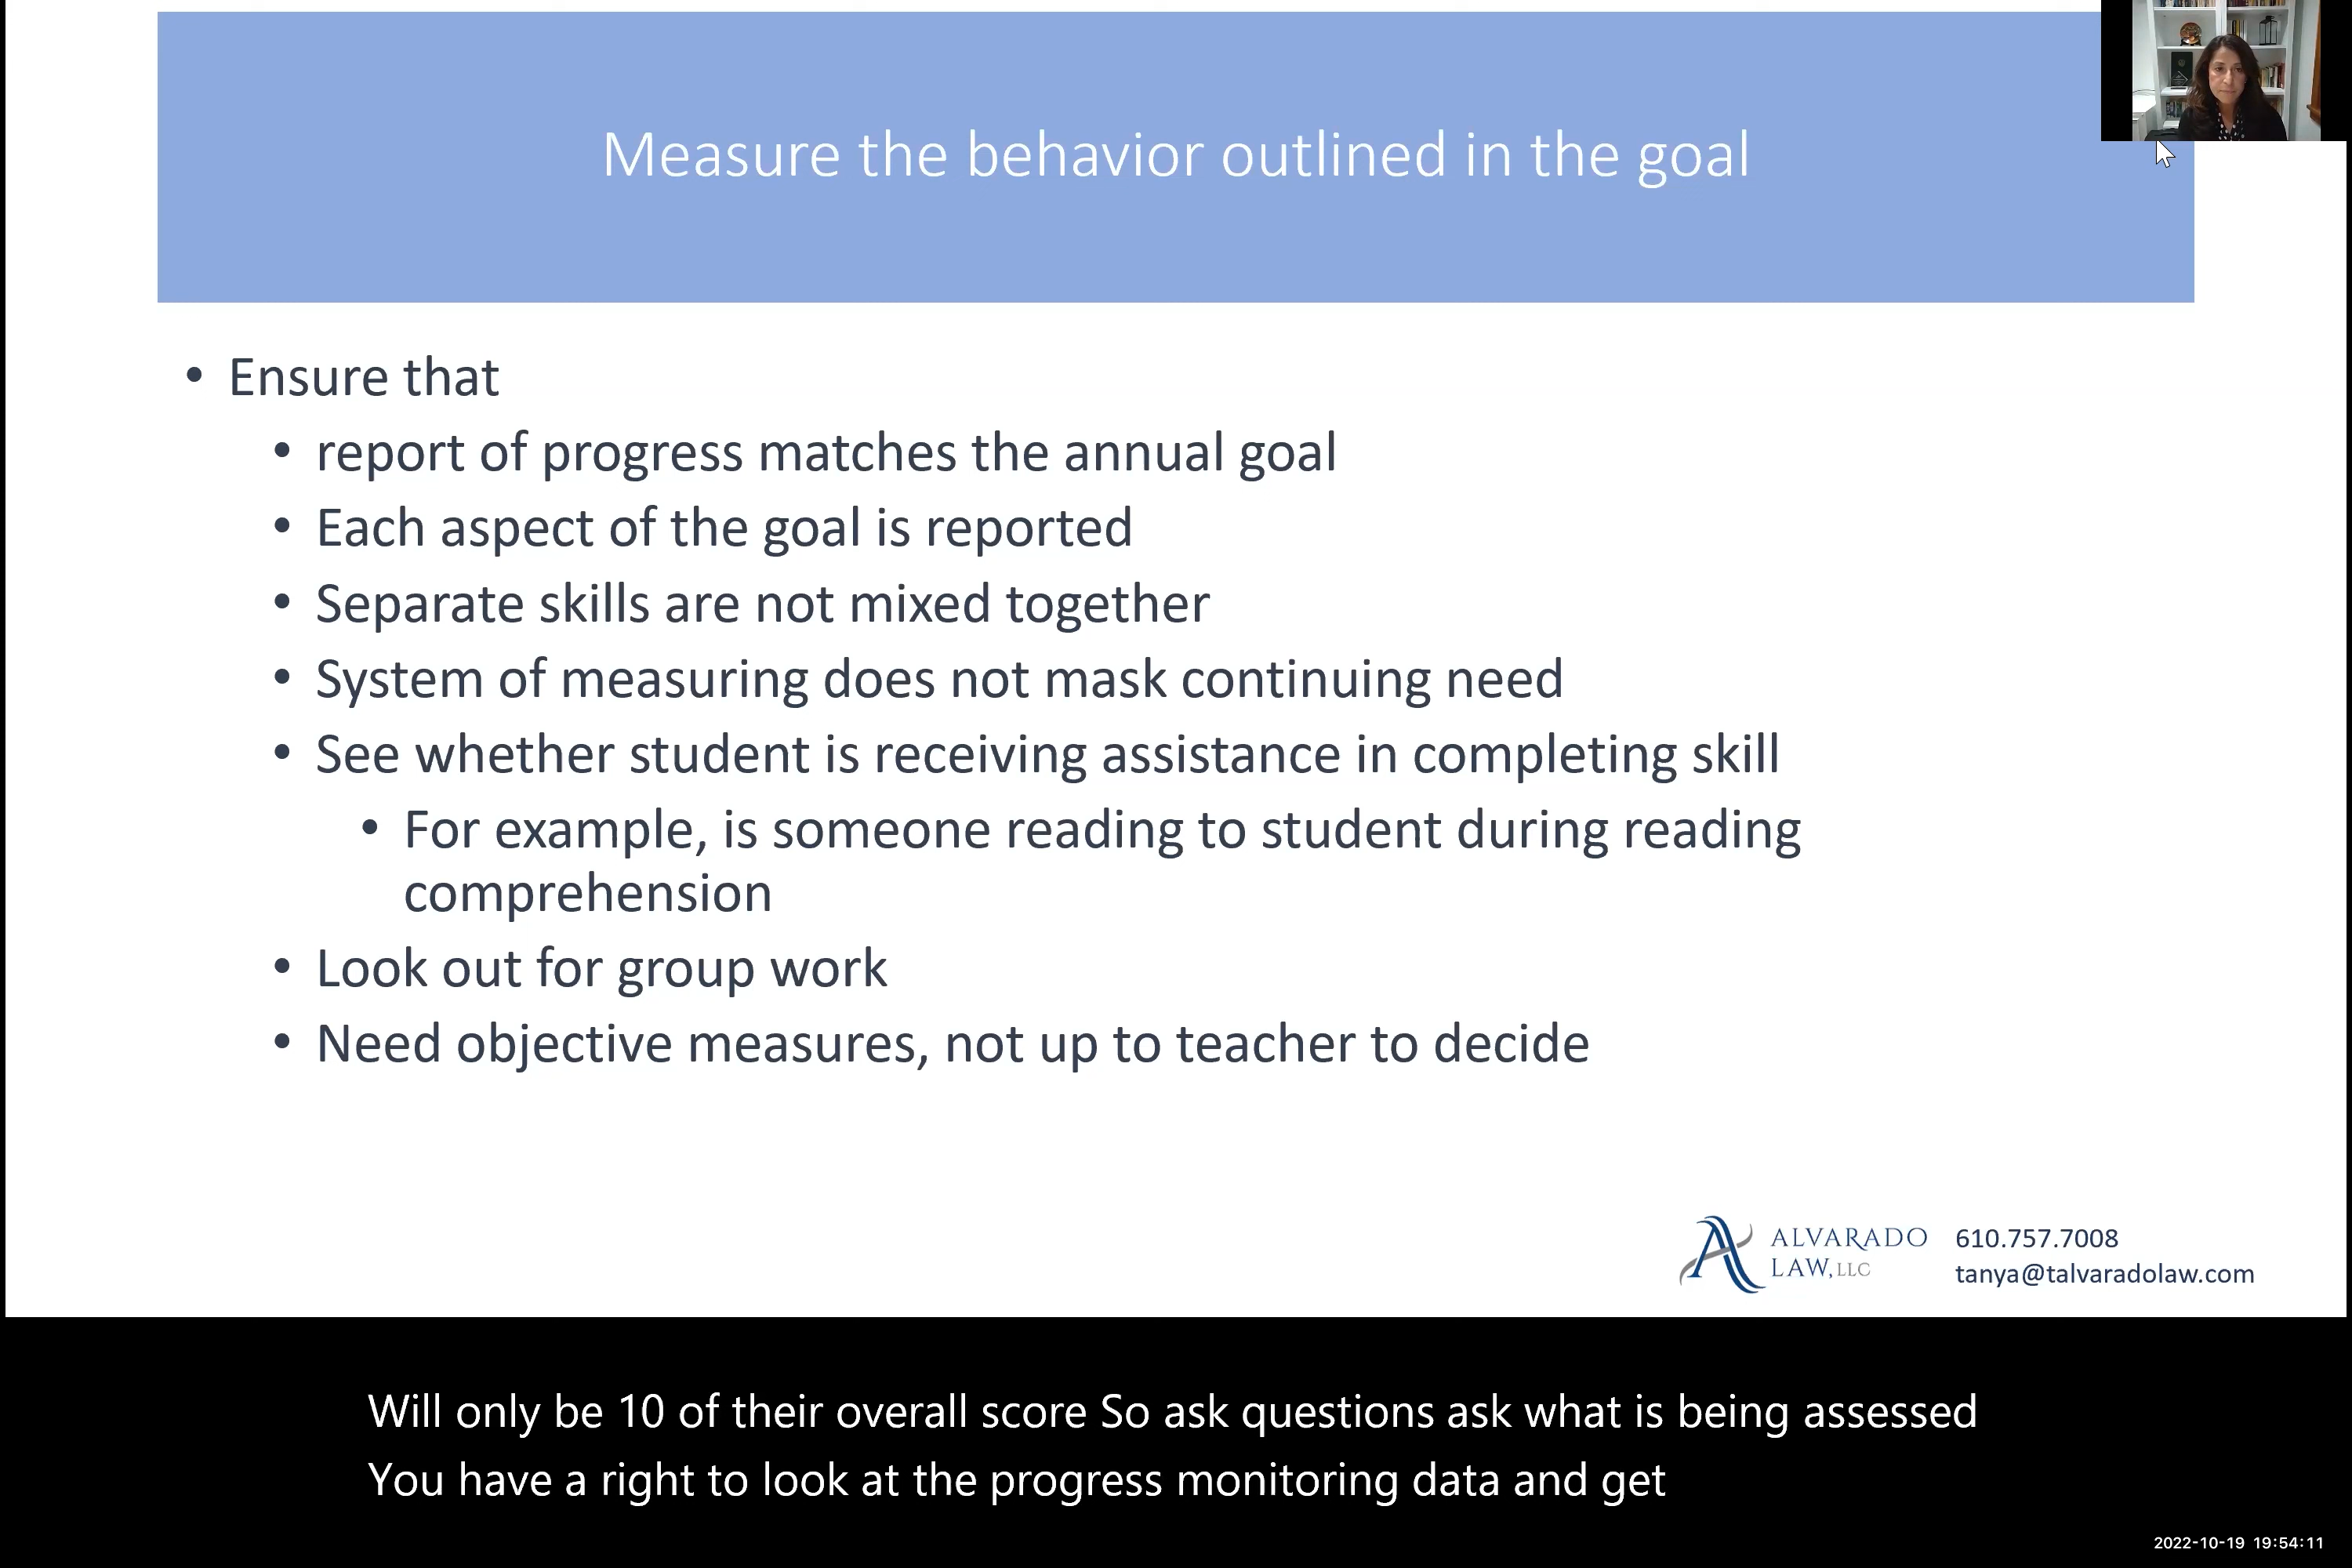 Measure the behavior outlined in the goal
• Ensure that
• report of progress matches the annual goal
• Each aspect of the goal is reported
• Separate skills are not mixed together
• System of measuring does not mask continuing need
• See whether student is receiving assistance in completing skill
• For example, is someone reading to student during reading
comprehension
• Look out for group work
• Need objective measures, not up to teacher to decide
ALVARADO
LAW, LLC
610.757.7008
tanya@talvaradolaw.com
Will only be 10 of their overall score So ask questions ask what is being assessed
You have a right to look at the progress monitoring data and get
2022-10-19 19:54:11